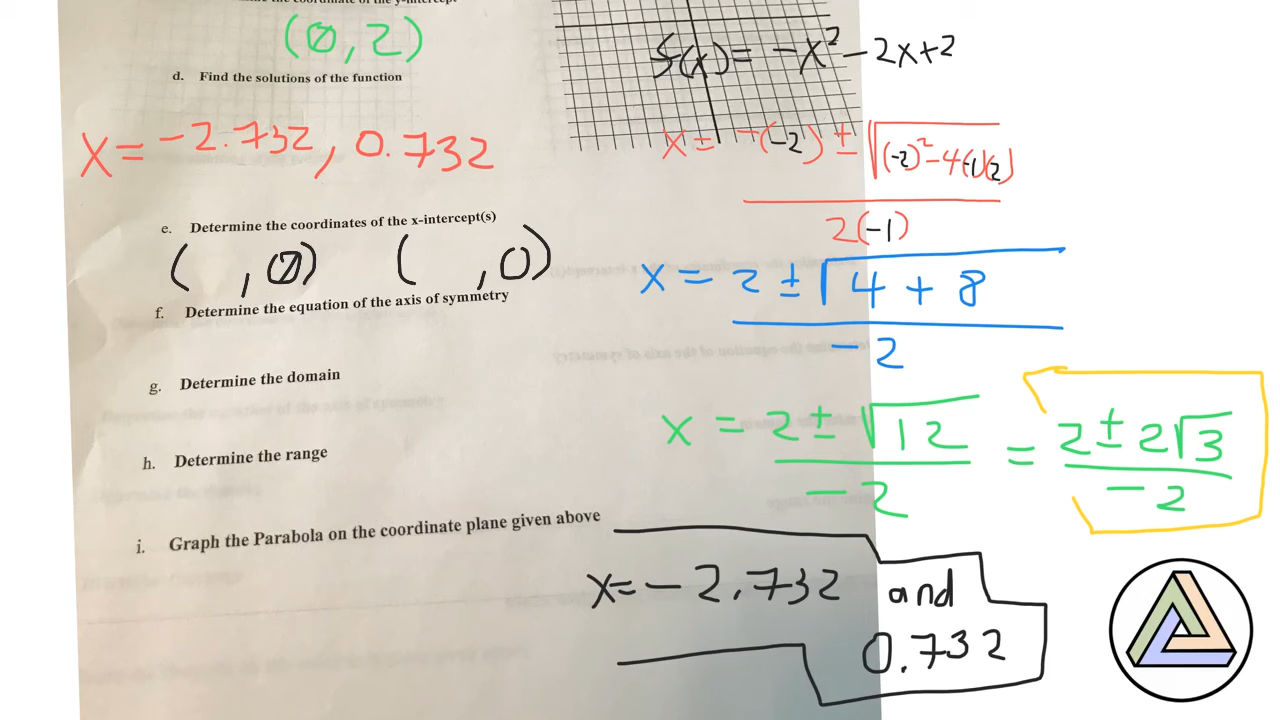 (0,2)
d. Find the solutions of the function
x = -2.732, 0.732
e. Determine the coordinates of the x-intercept(s)
( ,0) ( ,0)
f. Determine the equation of the axis of symmetry
g. Determine the domain
h. Determine the range
i. Graph the Parabola on the coordinate plane given above
f(x) = -x² - 2x + 2
x = -(-2) ± √(-2)² - 4(-1)(2)
2(-1)
x = 2 ± √4 + 8
-2
x = 2 ± √12 = 2 ± 2√3
-2 -2
x = -2.732 and
0.732